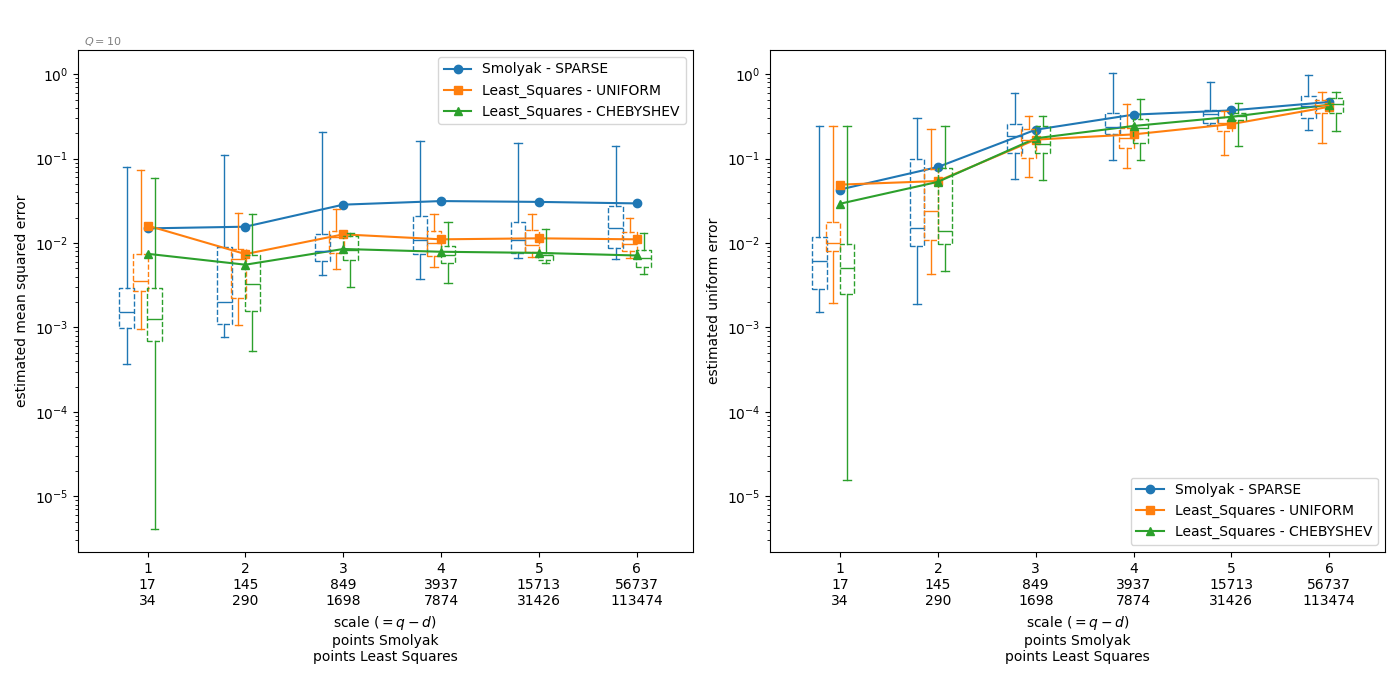 Q = 10
estimated mean squared error
10⁰
10⁻¹
10⁻²
10⁻³
10⁻⁴
10⁻⁵
Smolyak - SPARSE
Least_Squares - UNIFORM
Least_Squares - CHEBYSHEV
1 2 3 4 5 6
17 145 849 3937 15713 56737
34 290 1698 7874 31426 113474
scale (= q − d)
points Smolyak
points Least Squares
estimated uniform error
10⁰
10⁻¹
10⁻²
10⁻³
10⁻⁴
10⁻⁵
Smolyak - SPARSE
Least_Squares - UNIFORM
Least_Squares - CHEBYSHEV
1 2 3 4 5 6
17 145 849 3937 15713 56737
34 290 1698 7874 31426 113474
scale (= q − d)
points Smolyak
points Least Squares